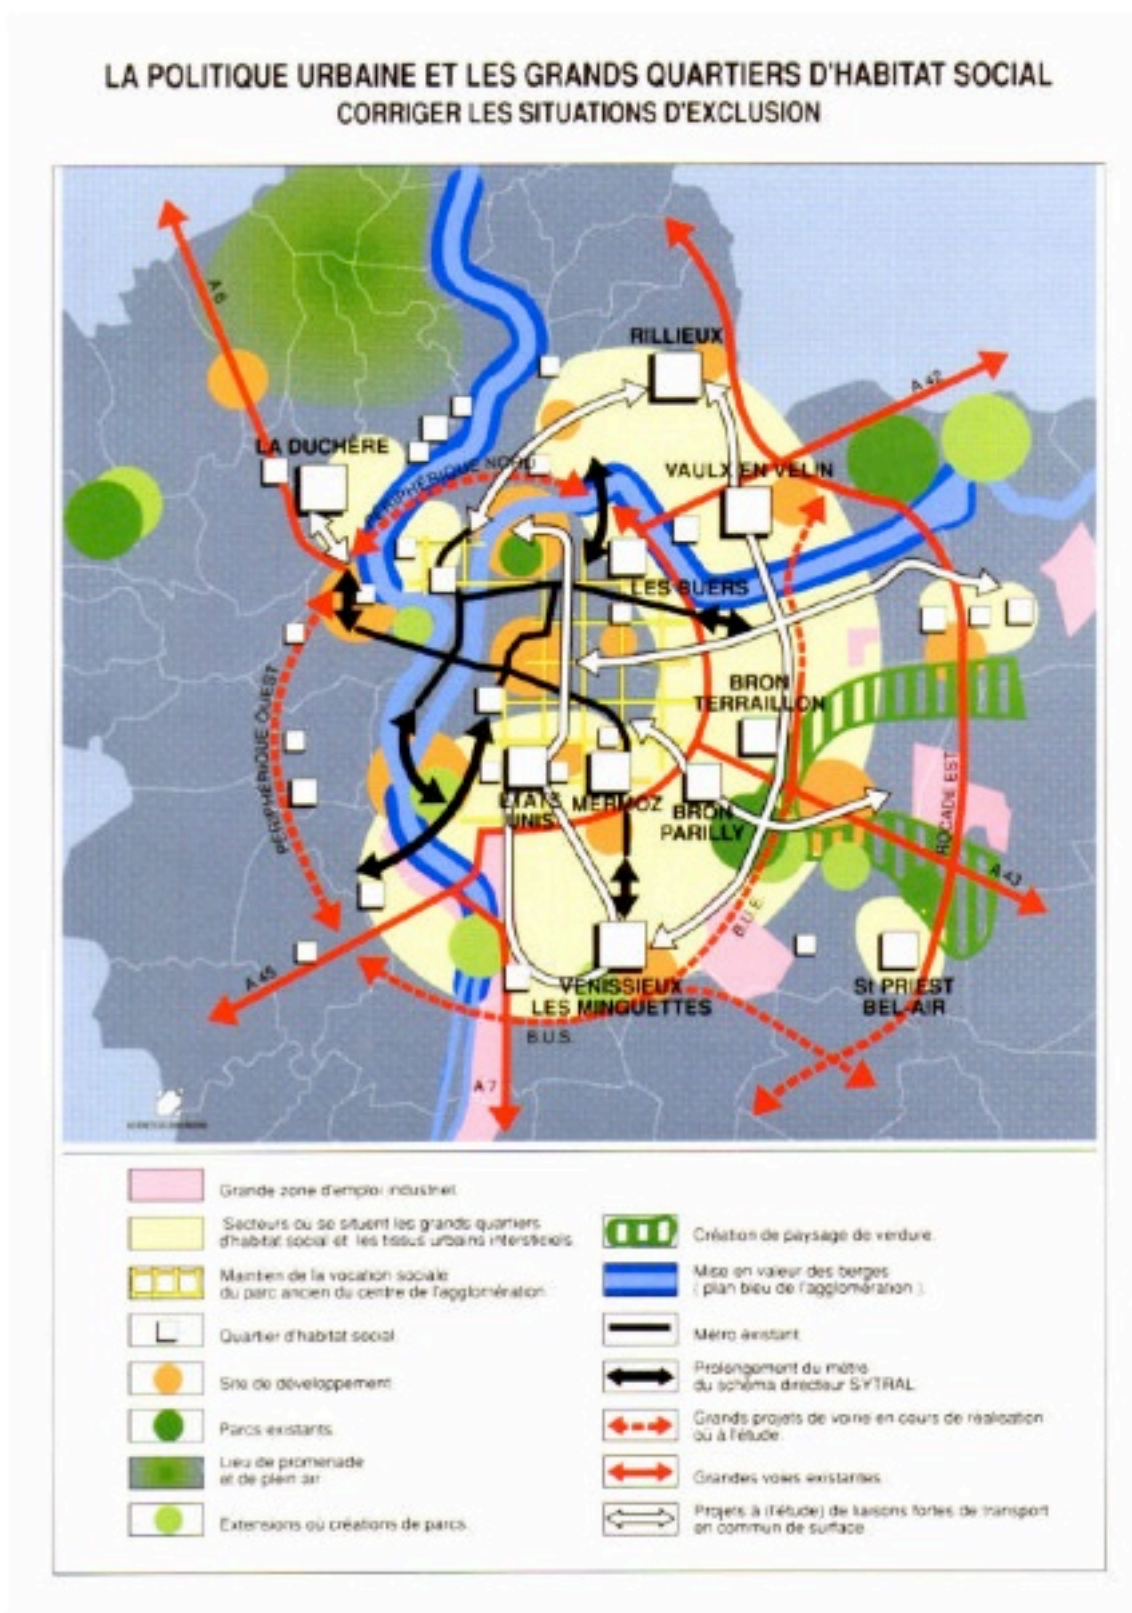 LA POLITIQUE URBAINE ET LES GRANDS QUARTIERS D'HABITAT SOCIAL
CORRIGER LES SITUATIONS D'EXCLUSION
A 6
RILLIEUX
A 42
LA DUCHÈRE
PERIPHERIQUE NORD
VAULX EN VELIN
LES BUERS
PERIPHERIQUE OUEST
BRON
TERRAILLON
ROCADE EST
ETATS
UNIS
MERMOZ
BRON
PARILLY
A 43
B.U.E.
A 45
VENISSIEUX
LES MINGUETTES
St PRIEST
BEL-AIR
B.U.S.
A 7
Grande zone d'emploi industriel.
Secteurs ou se situent les grands quartiers
d'habitat social et les tissus urbains intersticiels.
Maintien de la vocation sociale
du parc ancien du centre de l'agglomération.
Quartier d'habitat social
Site de développement
Parcs existants.
Lieu de promenade
et de plein air
Extensions où créations de parcs.
Création de paysage de verdure.
Mise en valeur des berges
( plan bleu de l'agglomération ).
Métro existant
Prolongement du métro
du schéma directeur SYTRAL
Grands projets de voirie en cours de réalisation
où à l'étude.
Grandes voies existantes.
Projets à (l'étude) de liaisons fortes de transport
en commun de surface